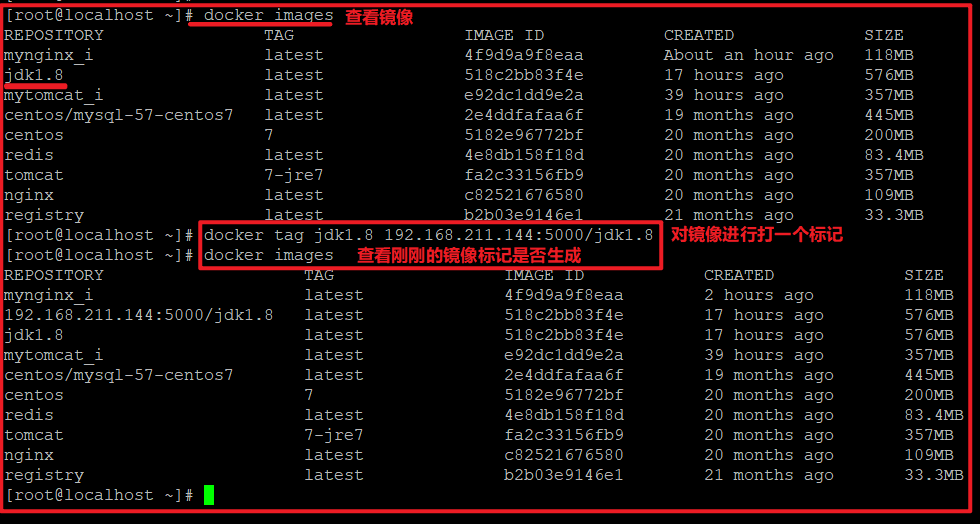 [root@localhost ~]# docker images 查看镜像
REPOSITORY TAG IMAGE ID CREATED SIZE
mynginx_i latest 4f9d9a9f8eaa About an hour ago 118MB
jdk1.8 latest 518c2bb83f4e 17 hours ago 576MB
mytomcat_i latest e92dc1dd9e2a 39 hours ago 357MB
centos/mysql-57-centos7 latest 2e4ddfafaa6f 19 months ago 445MB
centos 7 5182e96772bf 20 months ago 200MB
redis latest 4e8db158f18d 20 months ago 83.4MB
tomcat 7-jre7 fa2c33156fb9 20 months ago 357MB
nginx latest c82521676580 20 months ago 109MB
registry latest b2b03e9146e1 21 months ago 33.3MB
[root@localhost ~]# docker tag jdk1.8 192.168.211.144:5000/jdk1.8 对镜像进行打一个标记
[root@localhost ~]# docker images 查看刚刚的镜像标记是否生成
REPOSITORY TAG IMAGE ID CREATED SIZE
mynginx_i latest 4f9d9a9f8eaa 2 hours ago 118MB
192.168.211.144:5000/jdk1.8 latest 518c2bb83f4e 17 hours ago 576MB
jdk1.8 latest 518c2bb83f4e 17 hours ago 576MB
mytomcat_i latest e92dc1dd9e2a 39 hours ago 357MB
centos/mysql-57-centos7 latest 2e4ddfafaa6f 19 months ago 445MB
centos 7 5182e96772bf 20 months ago 200MB
redis latest 4e8db158f18d 20 months ago 83.4MB
tomcat 7-jre7 fa2c33156fb9 20 months ago 357MB
nginx latest c82521676580 20 months ago 109MB
registry latest b2b03e9146e1 21 months ago 33.3MB
[root@localhost ~]#